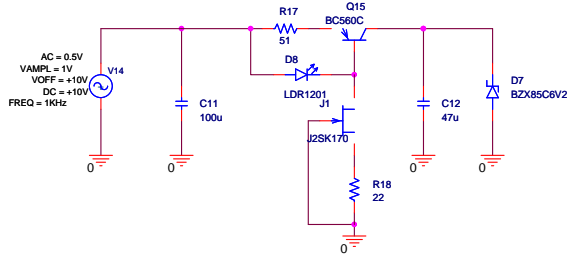 R17
51
Q15
BC560C
AC = 0.5V
VAMPL = 1V
VOFF = +10V
DC = +10V
FREQ = 1KHz
V14
D8
LDR1201
C11
100u
J1
J2SK170
C12
47u
D7
BZX85C6V2
R18
22
0
0
0
0
0